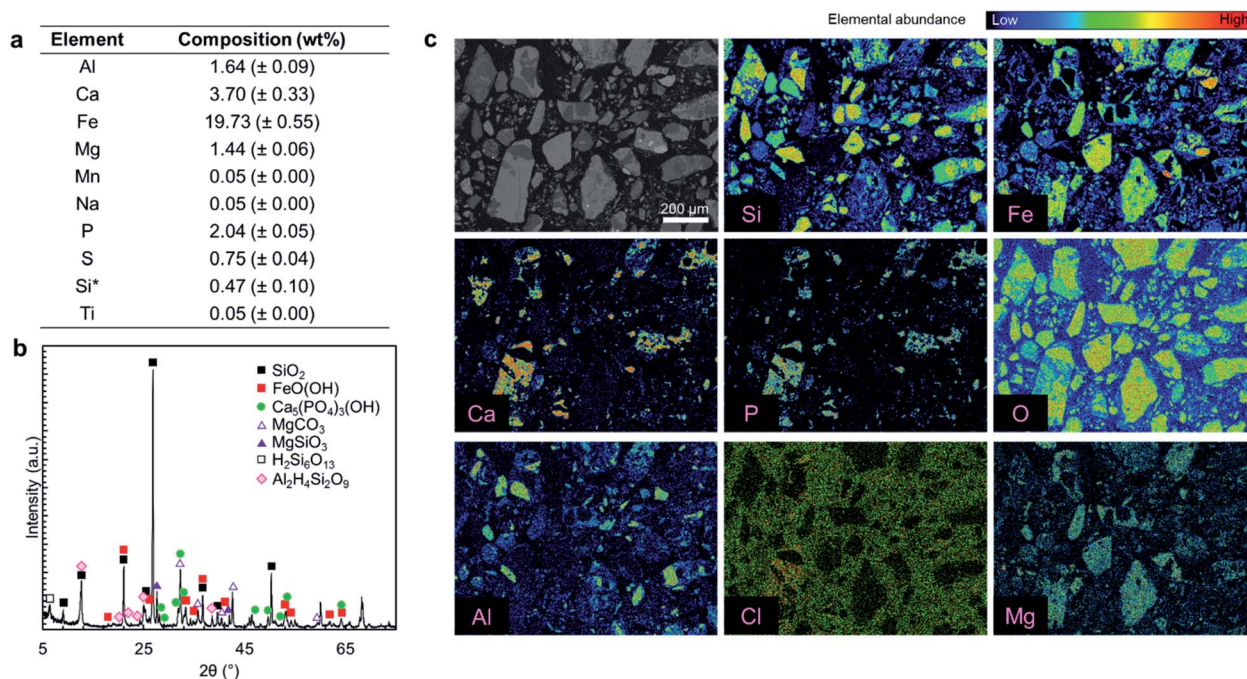 Elemental abundance Low High
a
Element Composition (wt%)
Al 1.64 (± 0.09)
Ca 3.70 (± 0.33)
Fe 19.73 (± 0.55)
Mg 1.44 (± 0.06)
Mn 0.05 (± 0.00)
Na 0.05 (± 0.00)
P 2.04 (± 0.05)
S 0.75 (± 0.04)
Si* 0.47 (± 0.10)
Ti 0.05 (± 0.00)
b
Intensity (a.u.)
SiO₂
FeO(OH)
Ca₅(PO₄)₃(OH)
MgCO₃
MgSiO₃
H₂Si₆O₁₃
Al₂H₄Si₂O₉
5 25 45 65
2θ (°)
c
200 µm
Si
Fe
Ca
P
O
Al
Cl
Mg